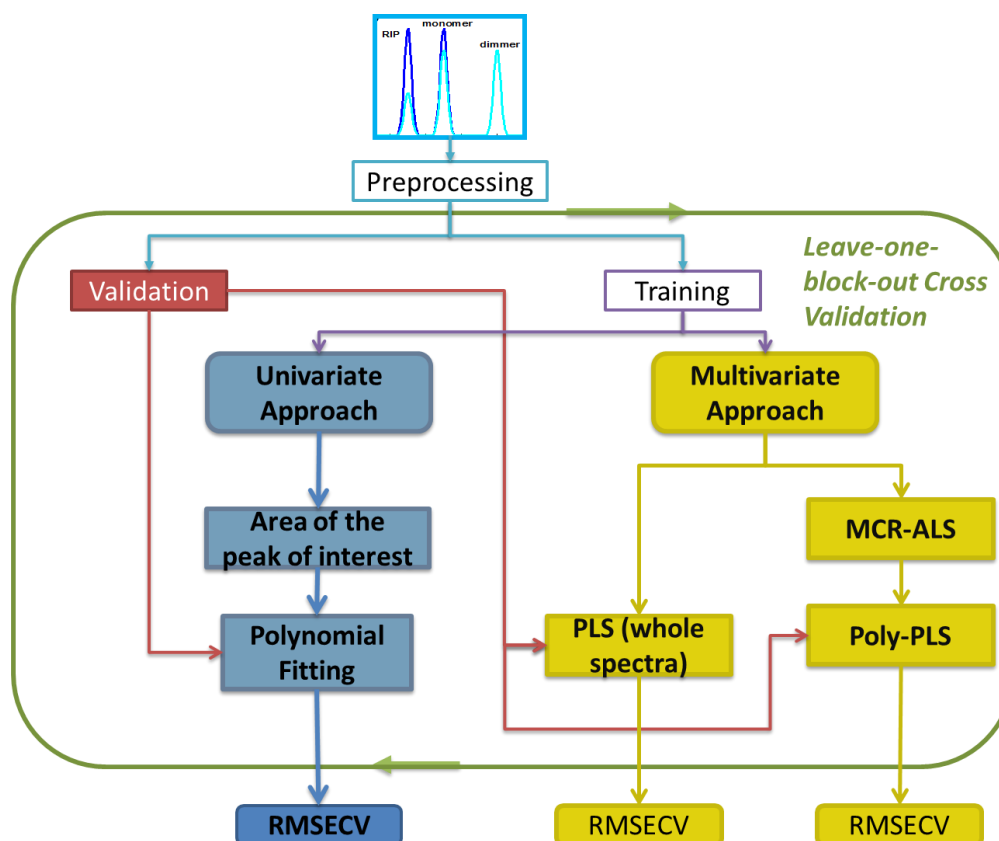 RIP
monomer
dimmer
Preprocessing
Leave-one-
block-out Cross
Validation
Validation
Training
Univariate
Approach
Multivariate
Approach
Area of the
peak of interest
MCR-ALS
Polynomial
Fitting
PLS (whole
spectra)
Poly-PLS
RMSECV
RMSECV
RMSECV